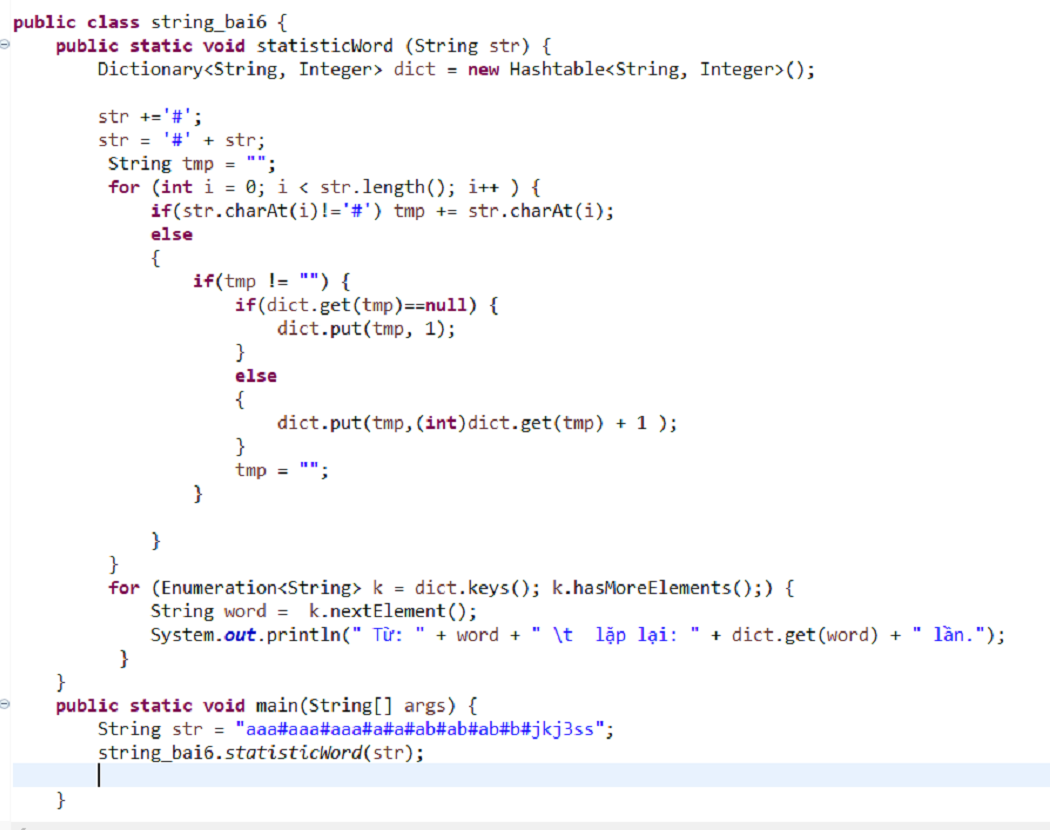 public class string_bai6 {
    public static void statisticWord (String str) {
        Dictionary<String, Integer> dict = new Hashtable<String, Integer>();

        str +='#';
        str = '#' + str;
         String tmp = "";
         for (int i = 0; i < str.length(); i++ ) {
             if(str.charAt(i)!='#') tmp += str.charAt(i);
             else
             {
                 if(tmp != "") {
                     if(dict.get(tmp)==null) {
                         dict.put(tmp, 1);
                     }
                     else
                     {
                         dict.put(tmp,(int)dict.get(tmp) + 1 );
                     }
                     tmp = "";
                 }

             }
         }
         for (Enumeration<String> k = dict.keys(); k.hasMoreElements();) {
             String word =  k.nextElement();
             System.out.println(" Từ: " + word + " \t  lặp lại: " + dict.get(word) + " lần.");
          }
    }
    public static void main(String[] args) {
        String str = "aaa#aaa#aaa#a#a#ab#ab#ab#b#jkj3ss";
        string_bai6.statisticWord(str);

    }